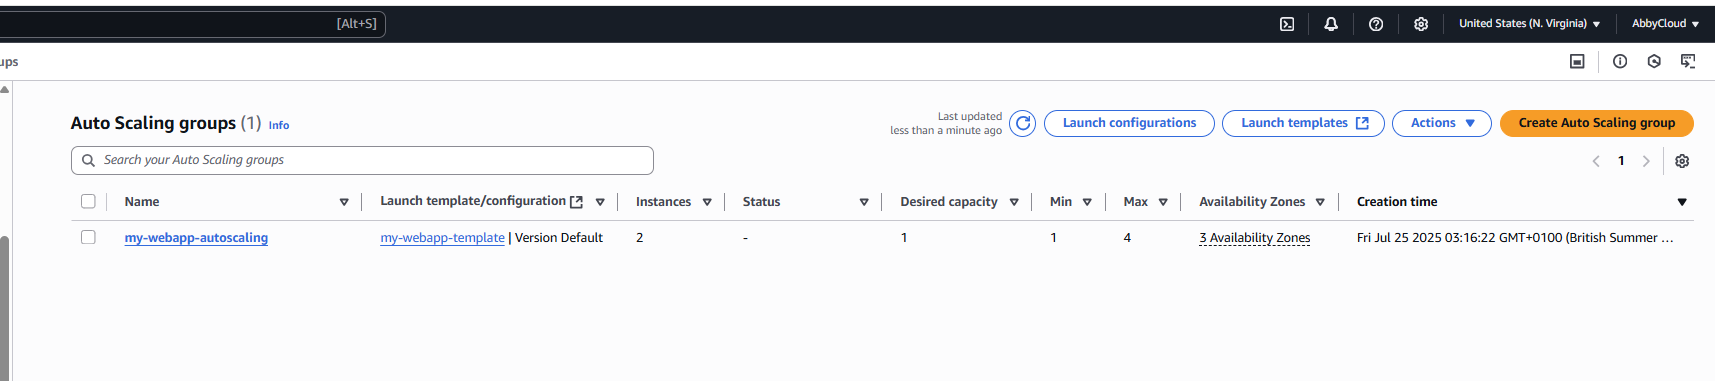 [Alt+S]
United States (N. Virginia)
AbbyCloud
ups
Auto Scaling groups (1) Info
Last updated
less than a minute ago
Launch configurations
Launch templates
Actions
Create Auto Scaling group
Search your Auto Scaling groups
1
Name Launch template/configuration Instances Status Desired capacity Min Max Availability Zones Creation time
my-webapp-autoscaling my-webapp-template | Version Default 2 - 1 1 4 3 Availability Zones Fri Jul 25 2025 03:16:22 GMT+0100 (British Summer ...